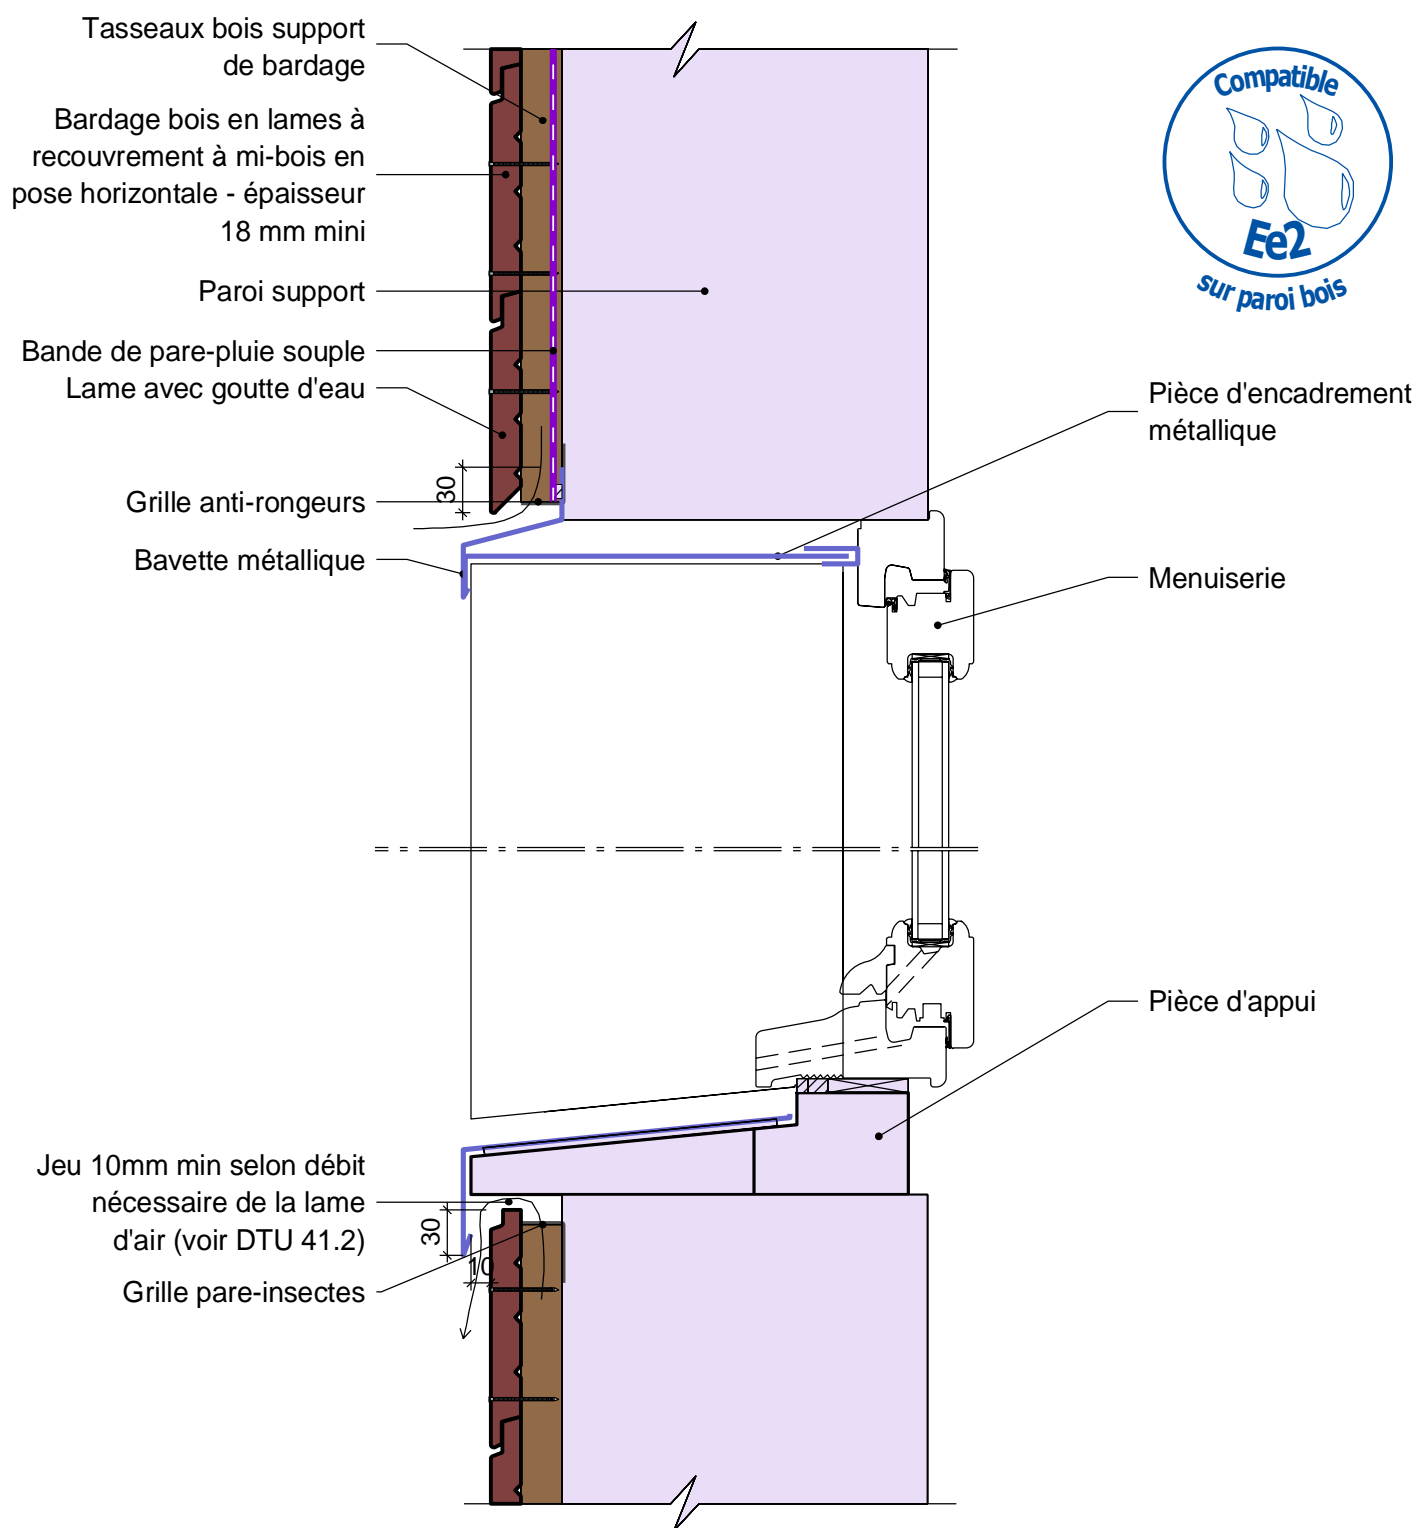 Tasseaux bois support
de bardage
Bardage bois en lames à
recouvrement à mi-bois en
pose horizontale - épaisseur
18 mm mini
Paroi support
Bande de pare-pluie souple
Lame avec goutte d'eau
30
Grille anti-rongeurs
Bavette métallique
Compatible
Ee2
sur paroi bois
Pièce d'encadrement
métallique
Menuiserie
Pièce d'appui
Jeu 10mm min selon débit
nécessaire de la lame
d'air (voir DTU 41.2)
30
10
Grille pare-insectes